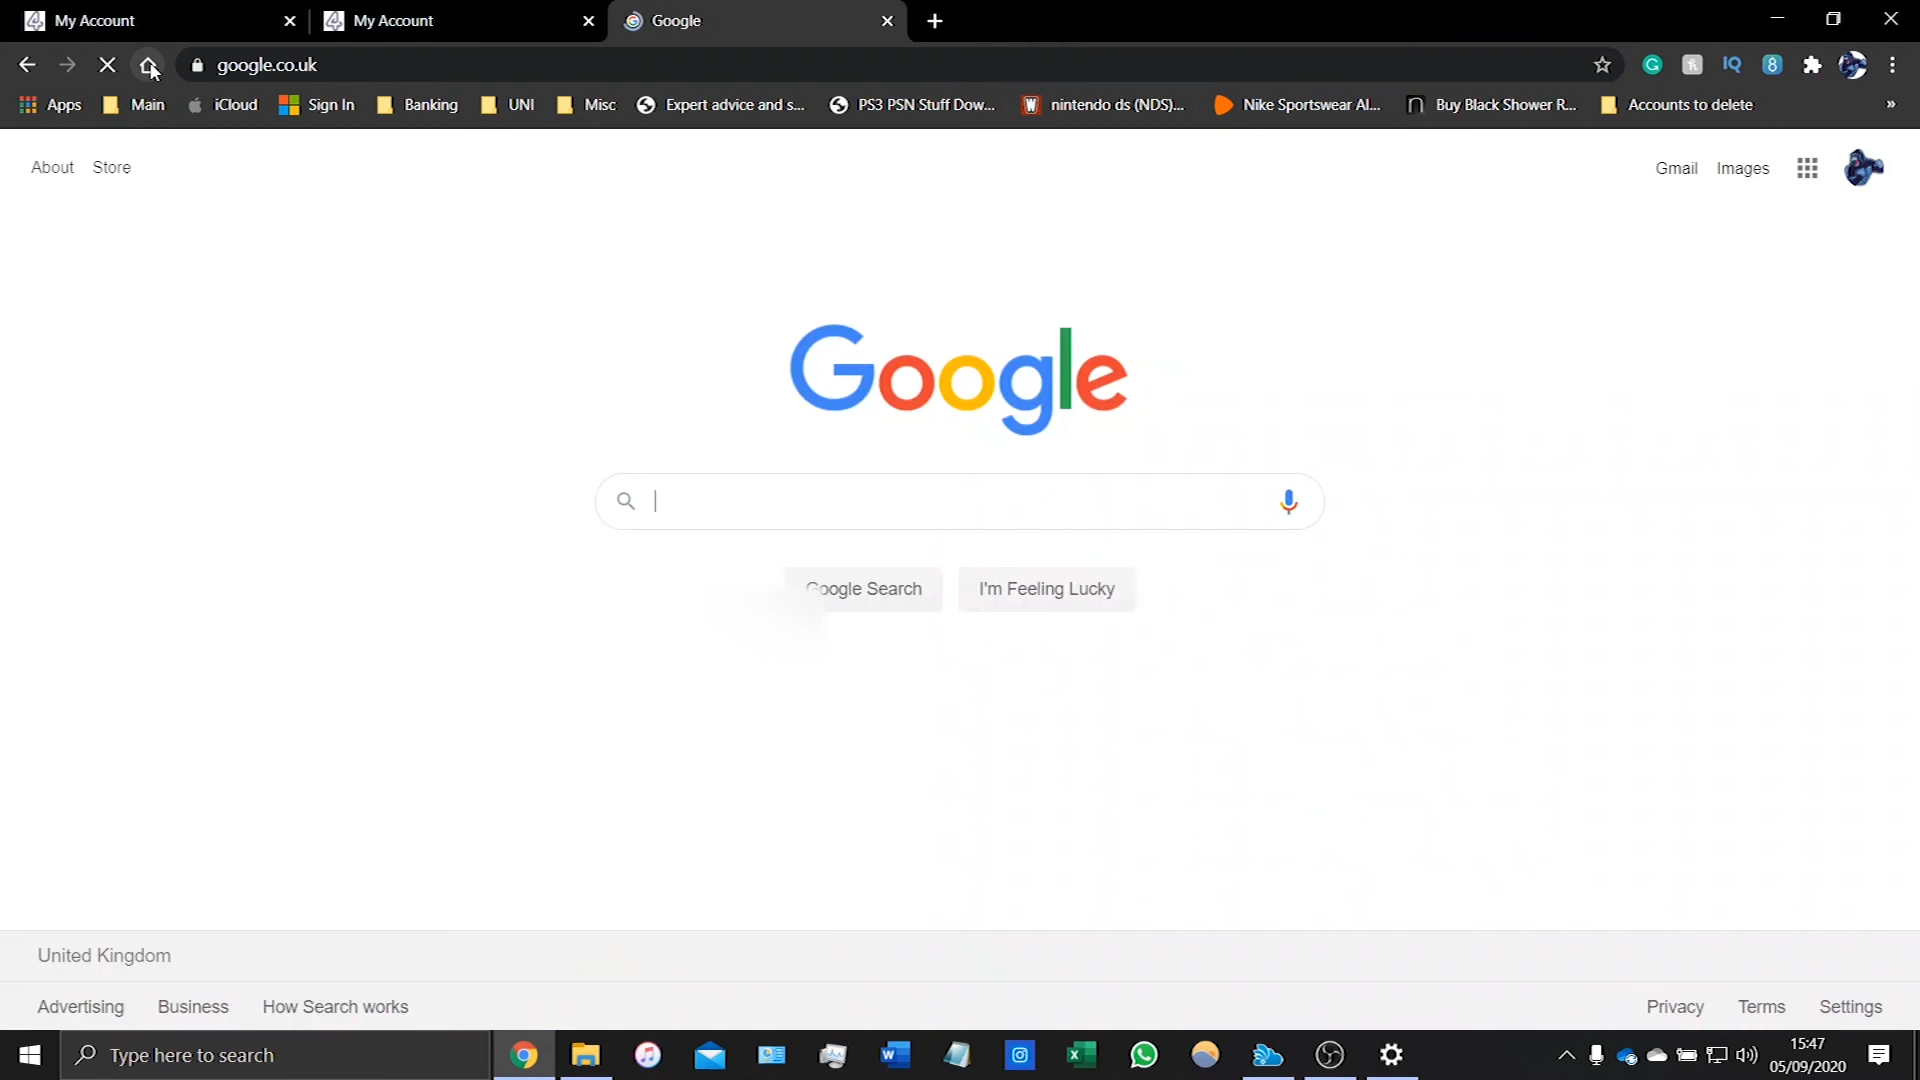 My Account
My Account
Google
google.co.uk
Apps
Main
iCloud
Sign In
Banking
UNI
Misc
Expert advice and s...
PS3 PSN Stuff Dow...
nintendo ds (NDS)...
Nike Sportswear Al...
Buy Black Shower R...
Accounts to delete
»
About Store
Gmail Images
Google
Google Search
I'm Feeling Lucky
United Kingdom
Advertising Business How Search works
Privacy Terms Settings
Type here to search
15:47
05/09/2020